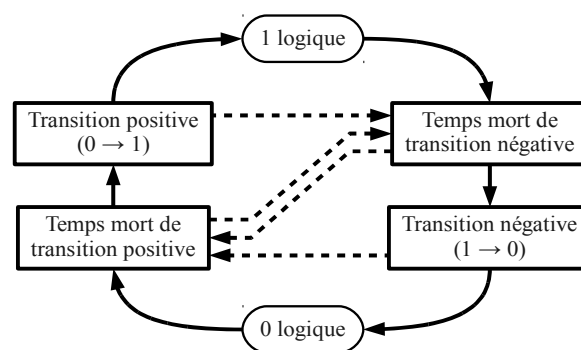 1 logique
Transition positive
(0 → 1)
Temps mort de
transition négative
Temps mort de
transition positive
Transition négative
(1 → 0)
0 logique